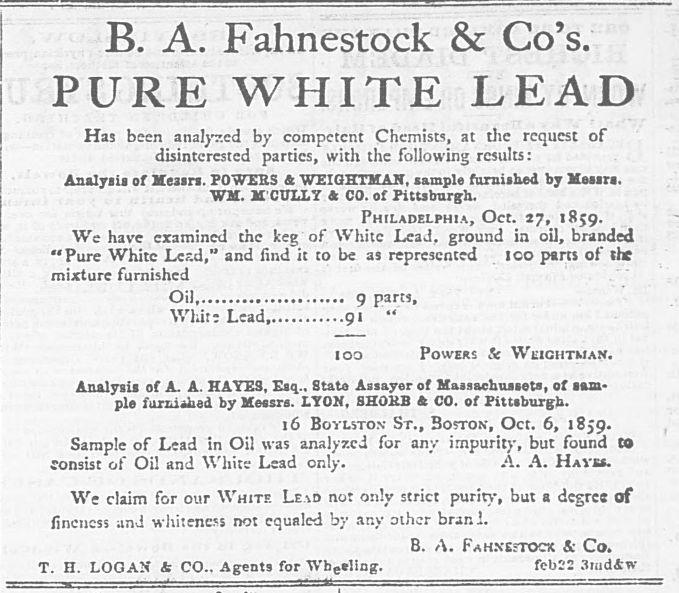 B. A. Fahnestock & Co's.
PURE WHITE LEAD
Has been analyzed by competent Chemists, at the request of
disinterested parties, with the following results:
Analysis of Messrs. POWERS & WEIGHTMAN, sample furnished by Messrs.
WM. M'CULLY & CO. of Pittsburgh.
PHILADELPHIA, Oct. 27, 1859.
We have examined the keg of White Lead, ground in oil, branded
"Pure White Lead," and find it to be as represented 100 parts of the
mixture furnished
Oil,...................... 9 parts,
White Lead,...........91 "
100 POWERS & WEIGHTMAN.
Analysis of A. A. HAYES, Esq., State Assayer of Massachussets, of sam-
ple furnished by Messrs. LYON, SHORB & CO. of Pittsburgh.
16 BOYLSTON ST., BOSTON, Oct. 6, 1859.
Sample of Lead in Oil was analyzed for any impurity, but found to
consist of Oil and White Lead only. A. A. HAYES.
We claim for our WHITE LEAD not only strict purity, but a degree of
fineness and whiteness not equaled by any other brand.
B. A. FAHNESTOCK & CO.
T. H. LOGAN & CO., Agents for Wheeling. feb22 3md&w